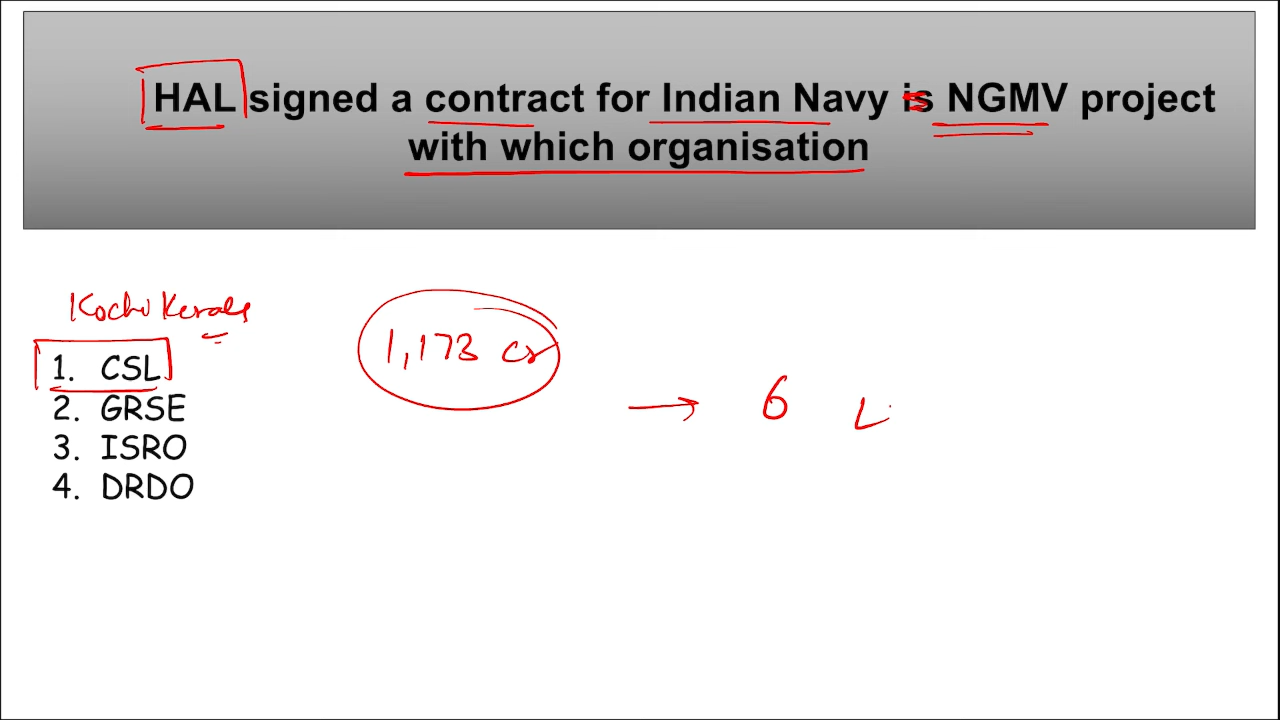 HAL signed a contract for Indian Navy is NGMV project
with which organisation
Kochi Kerala
1. CSL
2. GRSE
3. ISRO
4. DRDO
1,173 cr
6 L